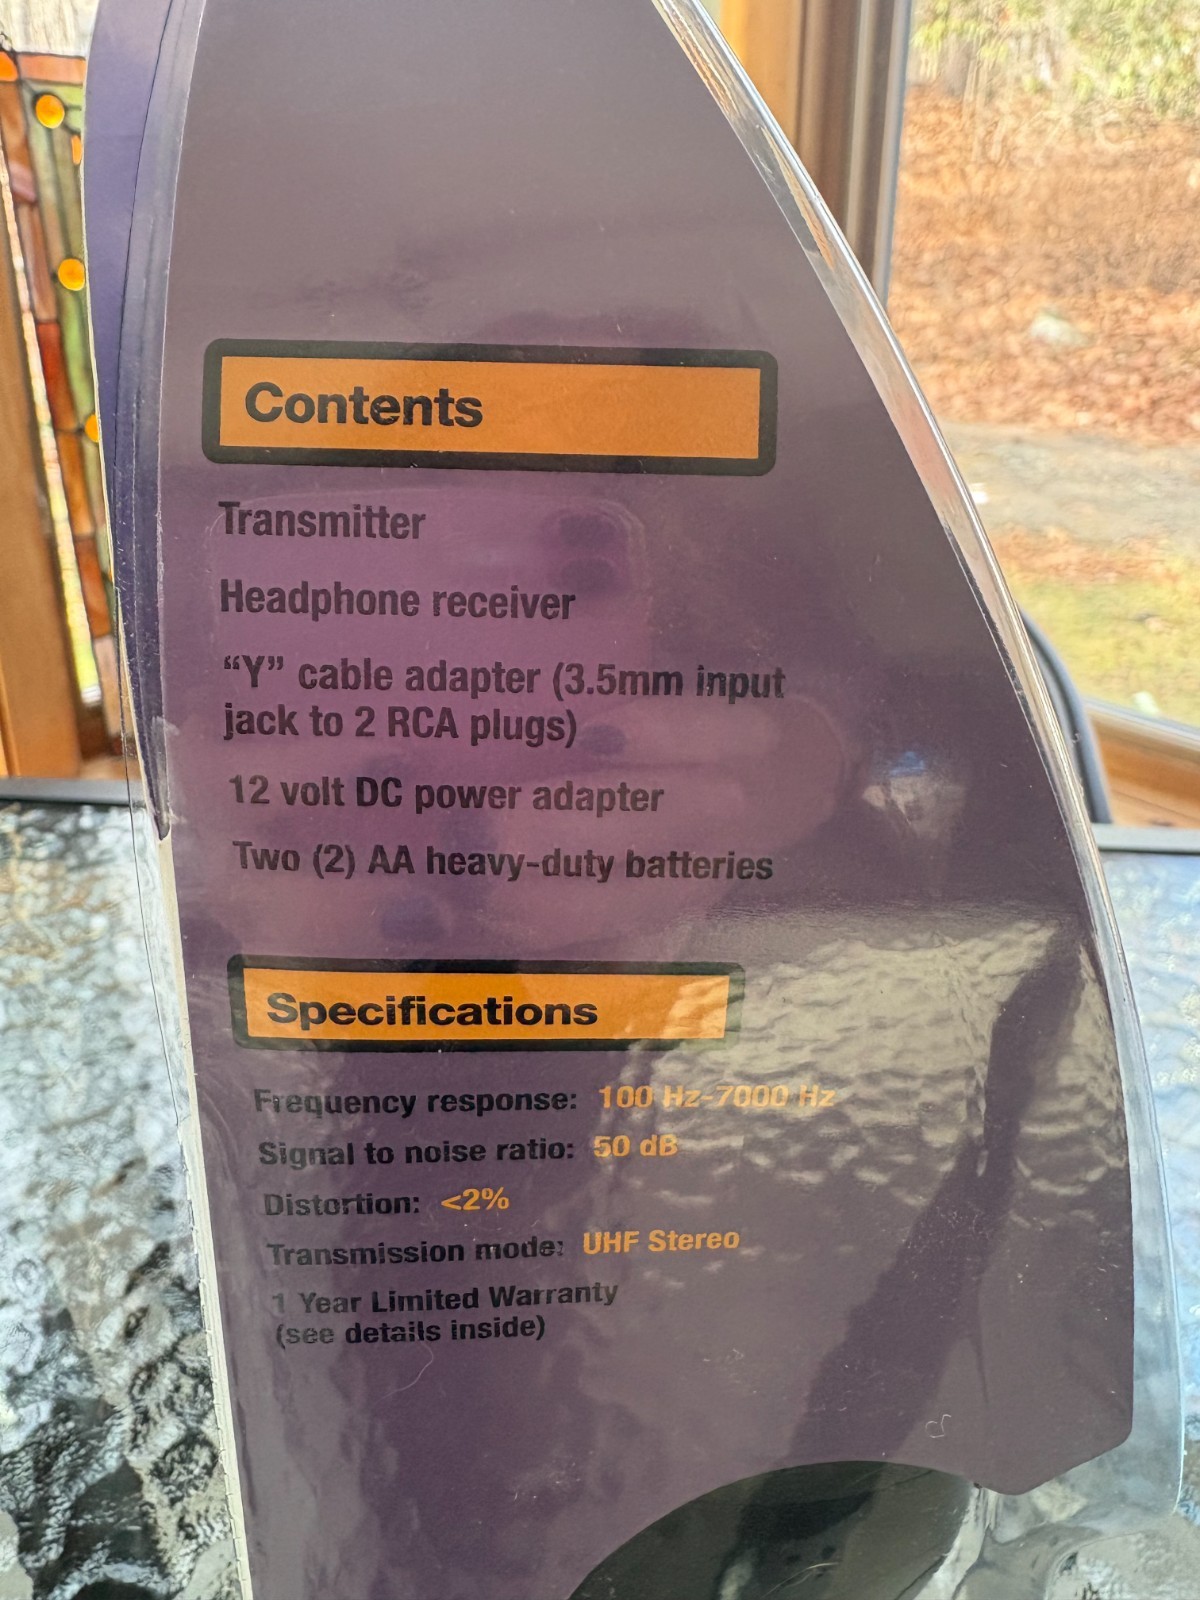 Contents
Transmitter
Headphone receiver
“Y” cable adapter (3.5mm input
jack to 2 RCA plugs)
12 volt DC power adapter
Two (2) AA heavy-duty batteries
Specifications
Frequency response: 100 Hz-7000 Hz
Signal to noise ratio: 50 dB
Distortion: <2%
Transmission mode: UHF Stereo
1 Year Limited Warranty
(see details inside)